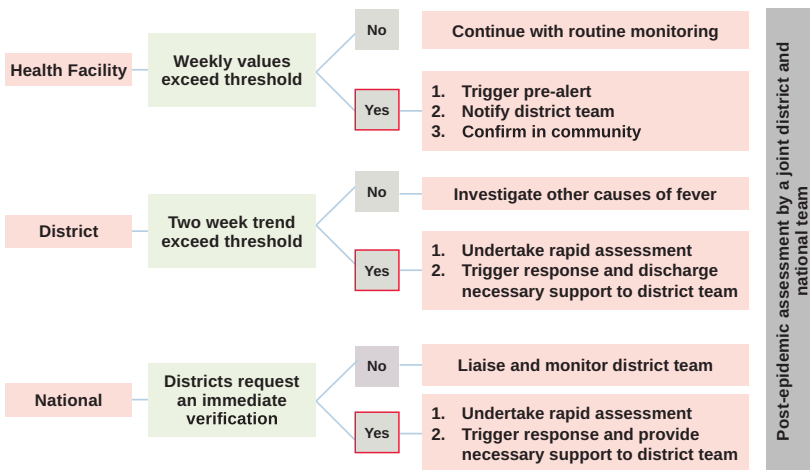 Health Facility
Weekly values
exceed threshold
No
Continue with routine monitoring
Yes
1. Trigger pre-alert
2. Notify district team
3. Confirm in community
District
Two week trend
exceed threshold
No
Investigate other causes of fever
Yes
1. Undertake rapid assessment
2. Trigger response and discharge
necessary support to district team
National
Districts request
an immediate
verification
No
Liaise and monitor district team
Yes
1. Undertake rapid assessment
2. Trigger response and provide
necessary support to district team
Post-epidemic assessment by a joint district and
national team